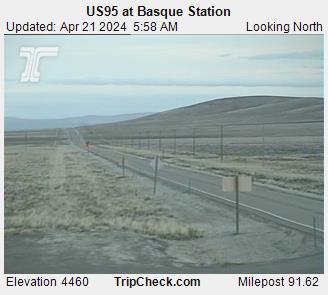 US95 at Basque Station
Updated: Apr 21 2024 5:58 AM Looking North
Elevation 4460 TripCheck.com Milepost 91.62